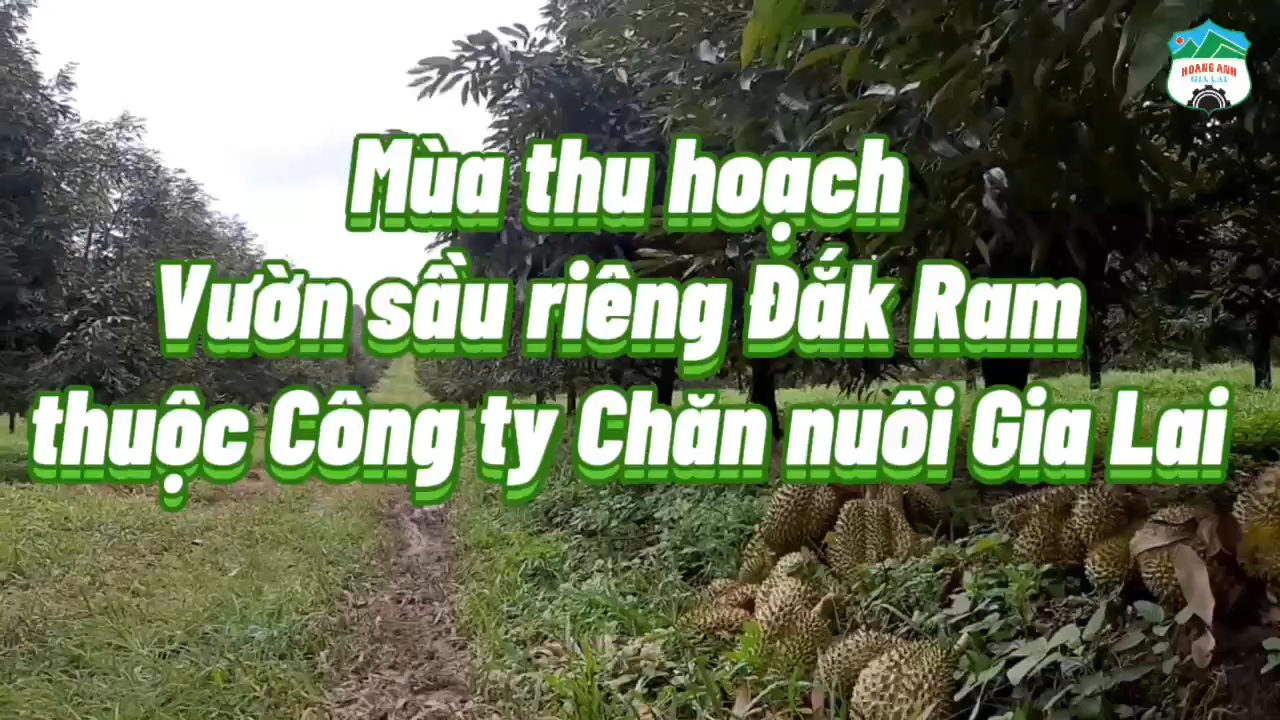 HOANG ANH
GIA LAI
Mùa thu hoạch
Vườn sầu riêng Đắk Ram
thuộc Công ty Chăn nuôi Gia Lai